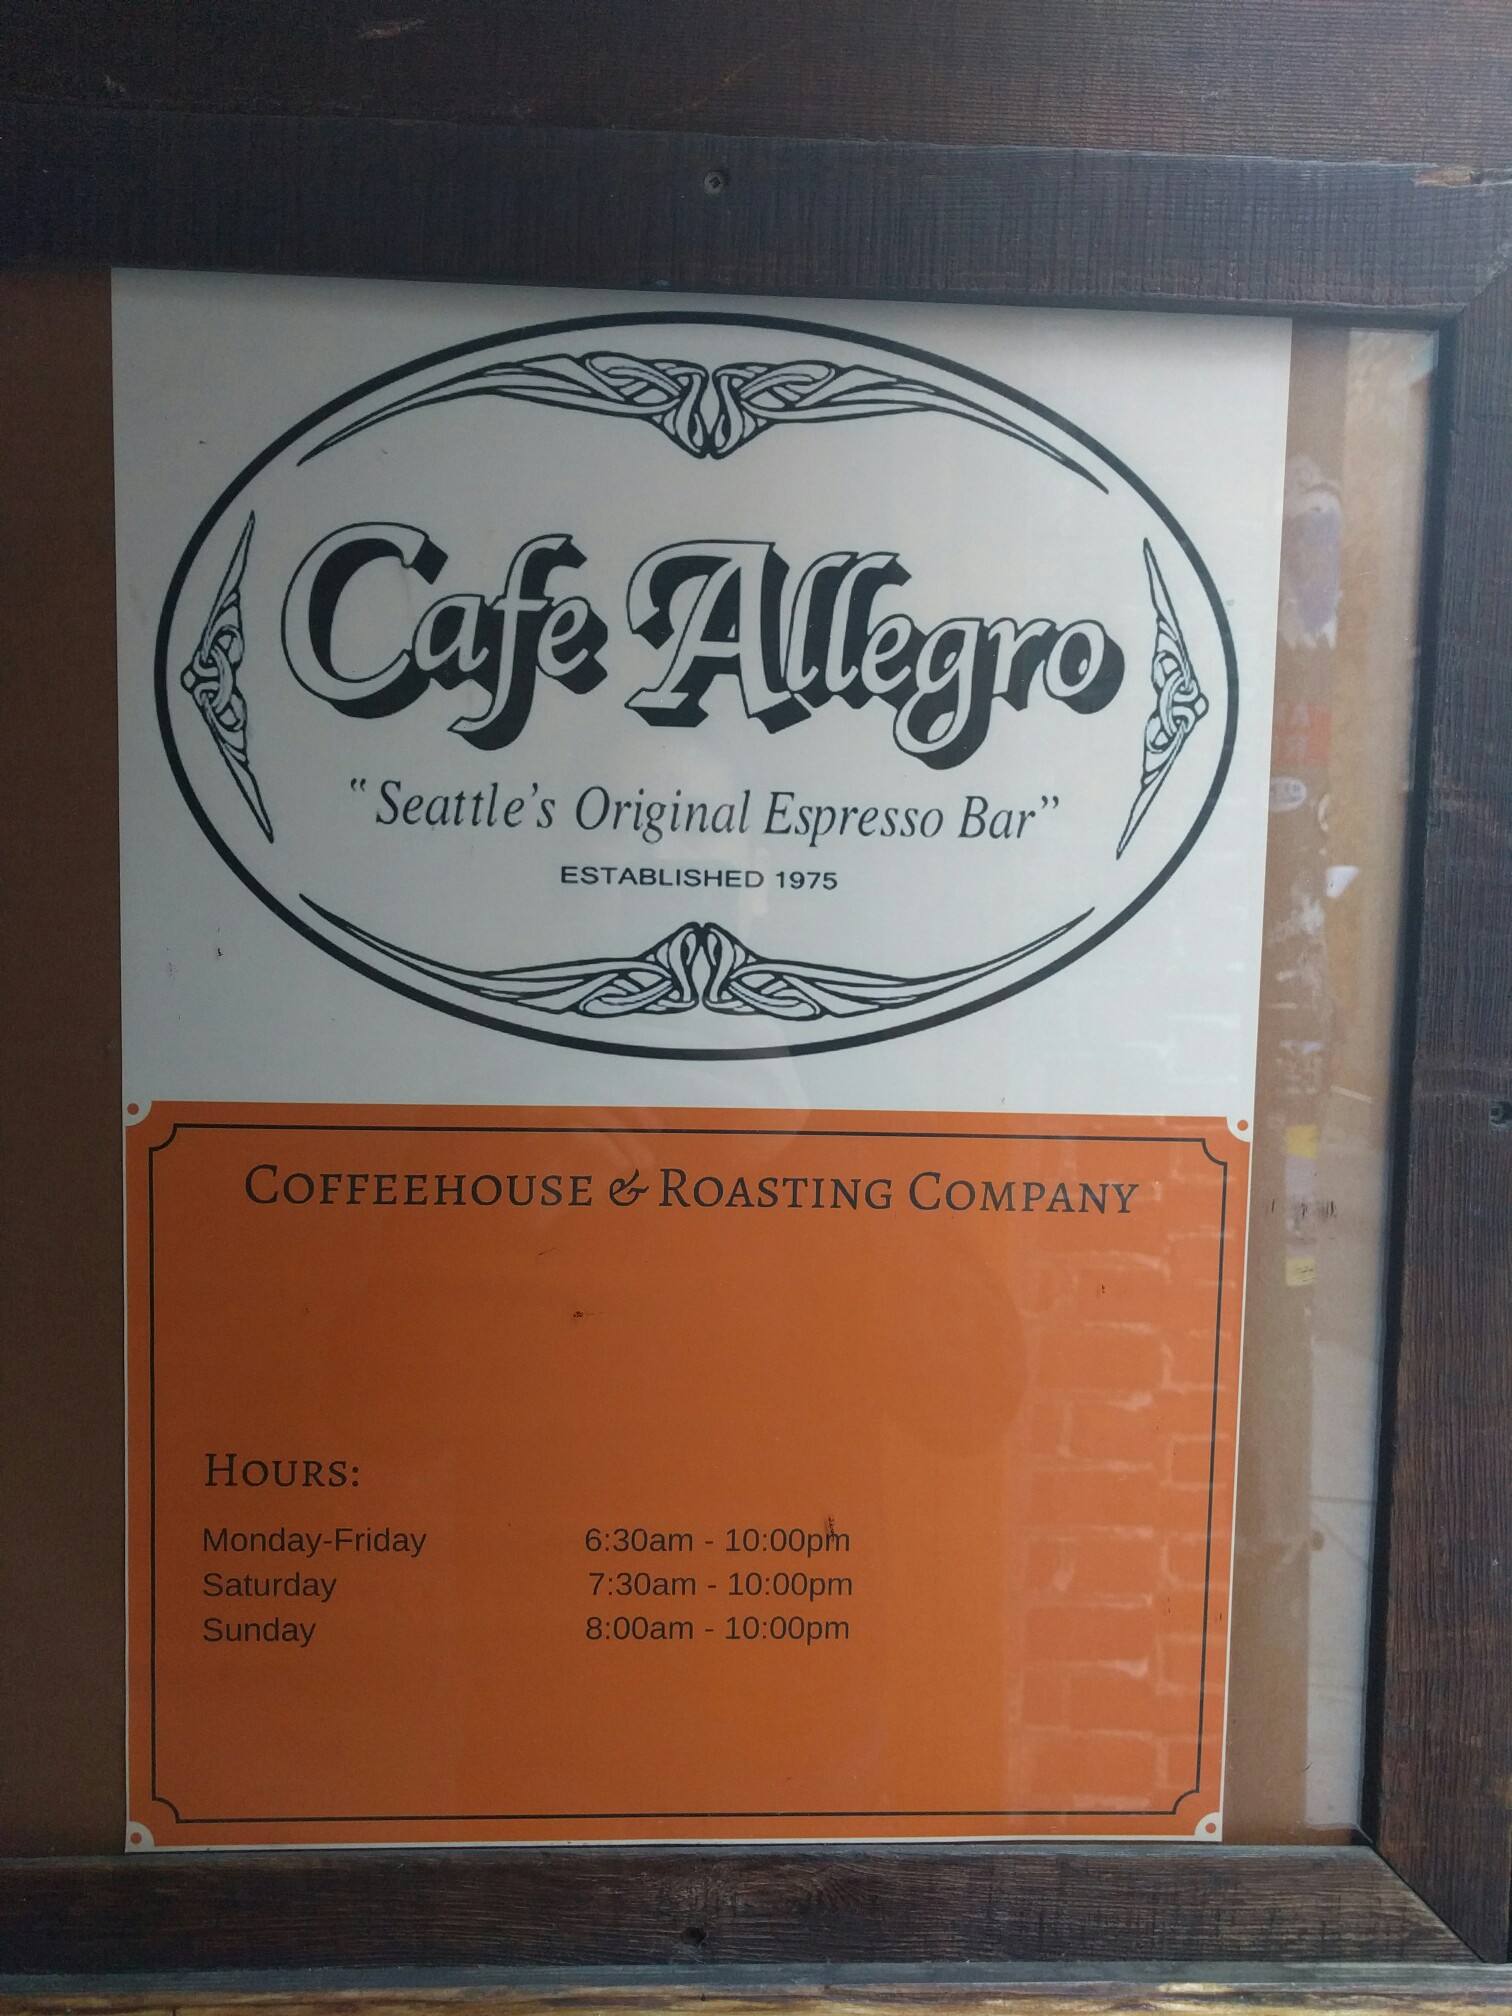 Cafe Allegro
“Seattle’s Original Espresso Bar”
ESTABLISHED 1975
COFFEEHOUSE & ROASTING COMPANY
HOURS:
Monday-Friday 6:30am - 10:00pm
Saturday 7:30am - 10:00pm
Sunday 8:00am - 10:00pm